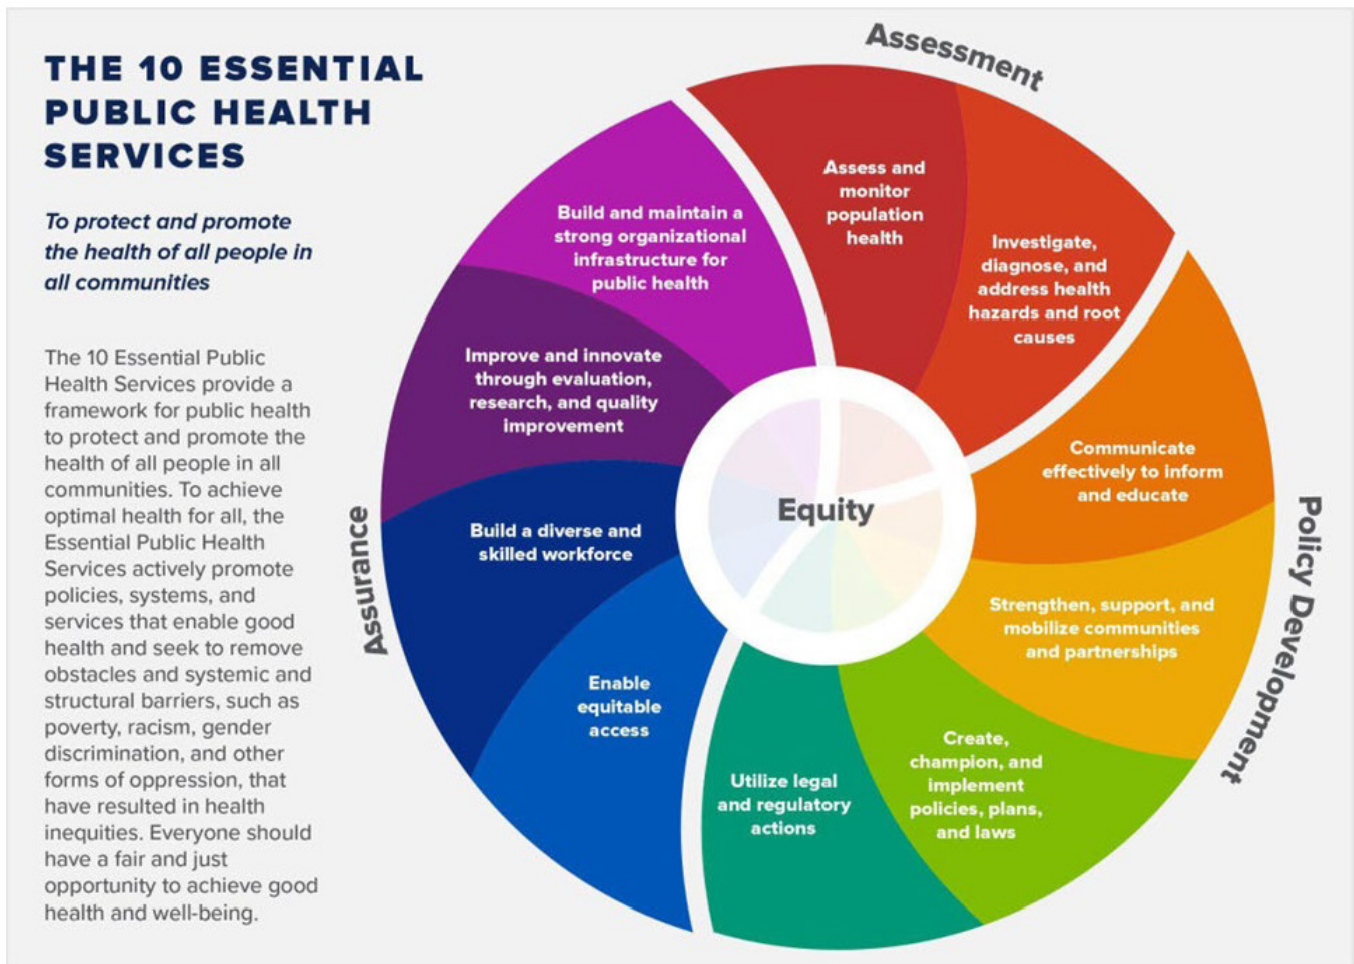 THE 10 ESSENTIAL
PUBLIC HEALTH
SERVICES
To protect and promote
the health of all people in
all communities
The 10 Essential Public
Health Services provide a
framework for public health
to protect and promote the
health of all people in all
communities. To achieve
optimal health for all, the
Essential Public Health
Services actively promote
policies, systems, and
services that enable good
health and seek to remove
obstacles and systemic and
structural barriers, such as
poverty, racism, gender
discrimination, and other
forms of oppression, that
have resulted in health
inequities. Everyone should
have a fair and just
opportunity to achieve good
health and well-being.
Assessment
Assess and
monitor
population
health
Investigate,
diagnose, and
address health
hazards and root
causes
Policy Development
Communicate
effectively to inform
and educate
Strengthen, support, and
mobilize communities
and partnerships
Create,
champion, and
implement
policies, plans,
and laws
Utilize legal
and regulatory
actions
Assurance
Enable
equitable
access
Build a diverse and
skilled workforce
Improve and innovate
through evaluation,
research, and quality
improvement
Build and maintain a
strong organizational
infrastructure for
public health
Equity